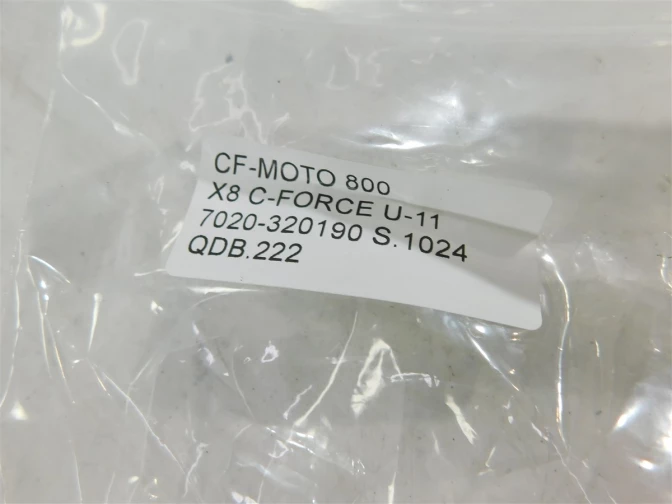 CF-MOTO 800
X8 C-FORCE U-11
7020-320190 S.1024
QDB.222